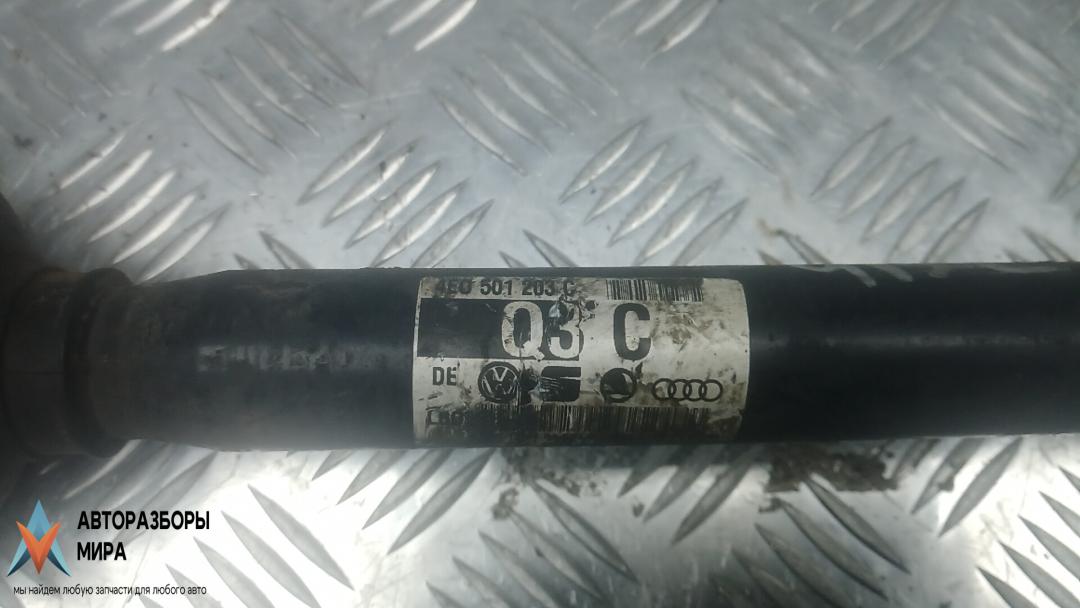 4E0 501 203 C
Q3 C
DE
АВТОРАЗБОРЫ
МИРА
мы найдем любую запчасти для любого авто